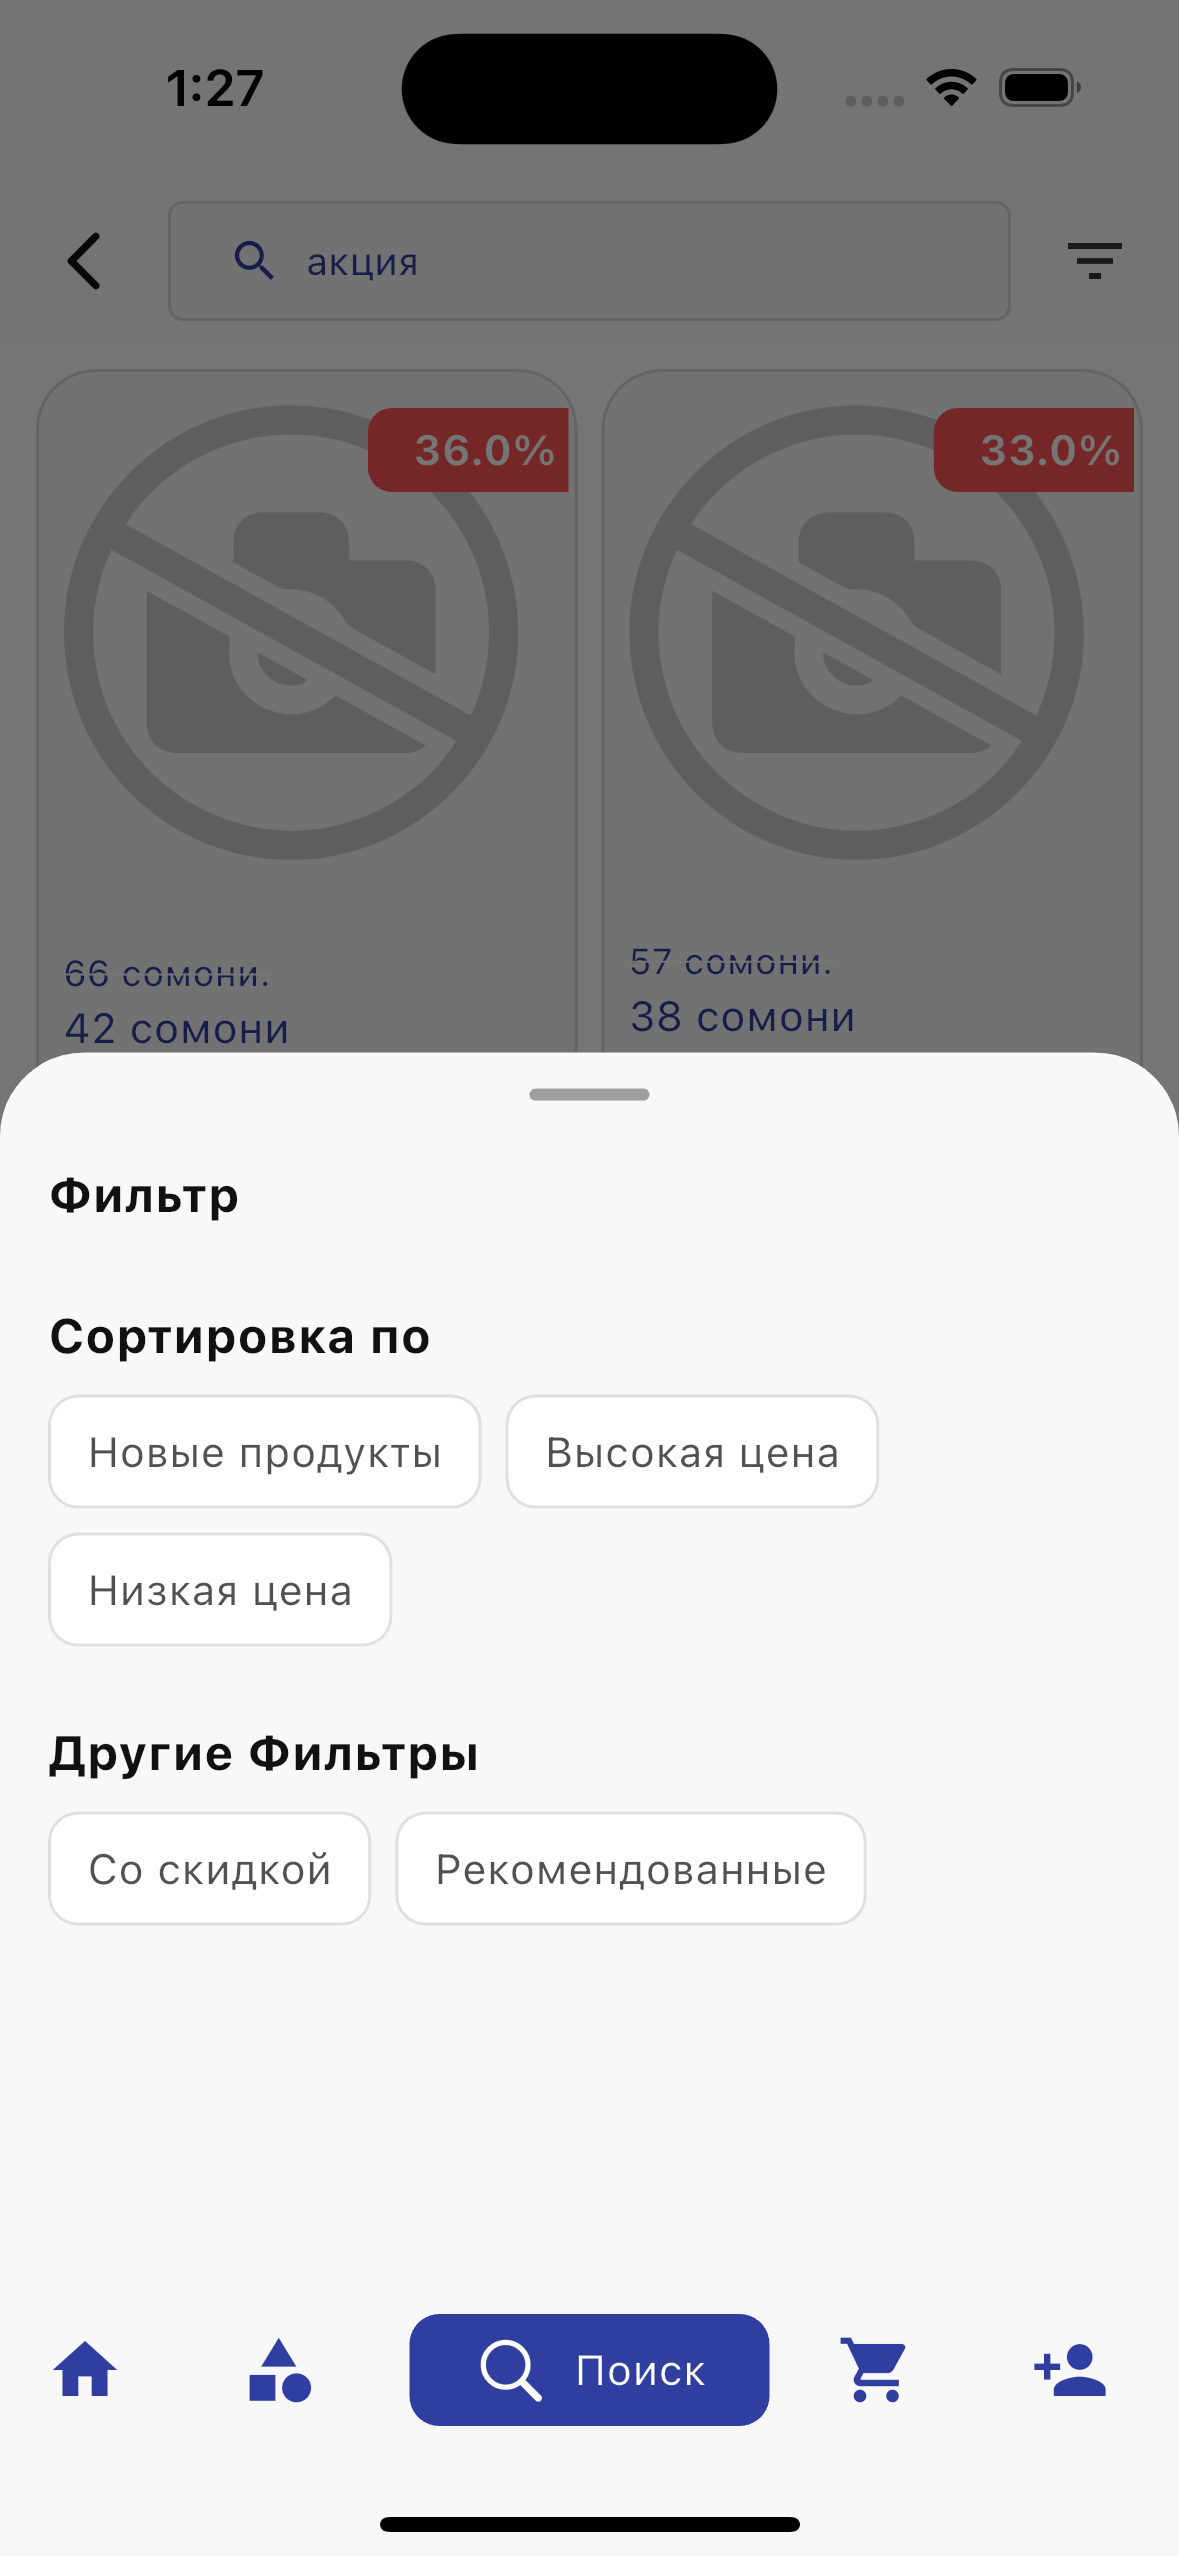 1:27
акция
36.0%
33.0%
66 сомони.
42 сомони
57 сомони.
38 сомони
Фильтр
Сортировка по
Новые продукты
Высокая цена
Низкая цена
Другие Фильтры
Со скидкой
Рекомендованные
Поиск